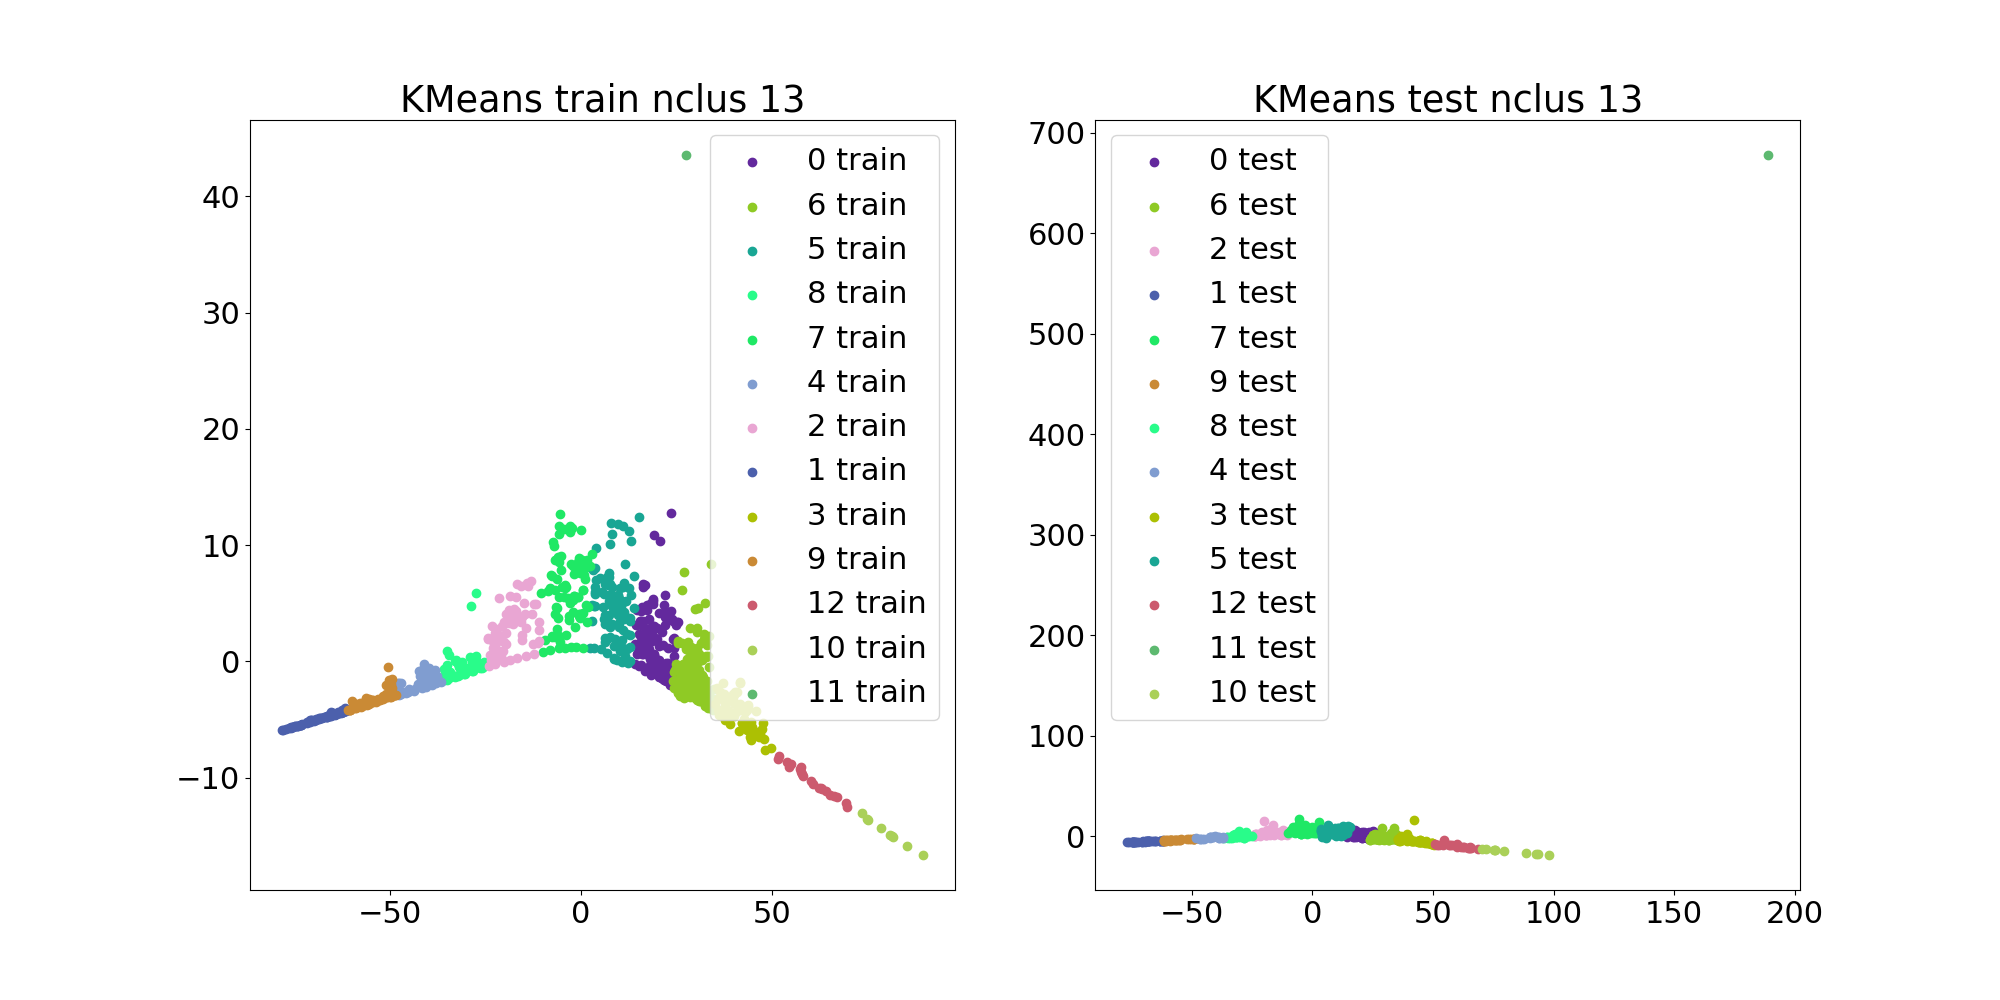 KMeans train nclus 13
40
30
20
10
0
−10
−50
0
50
0 train
6 train
5 train
8 train
7 train
4 train
2 train
1 train
3 train
9 train
12 train
10 train
11 train
KMeans test nclus 13
700
600
500
400
300
200
100
0
−50
0
50
100
150
200
0 test
6 test
2 test
1 test
7 test
9 test
8 test
4 test
3 test
5 test
12 test
11 test
10 test